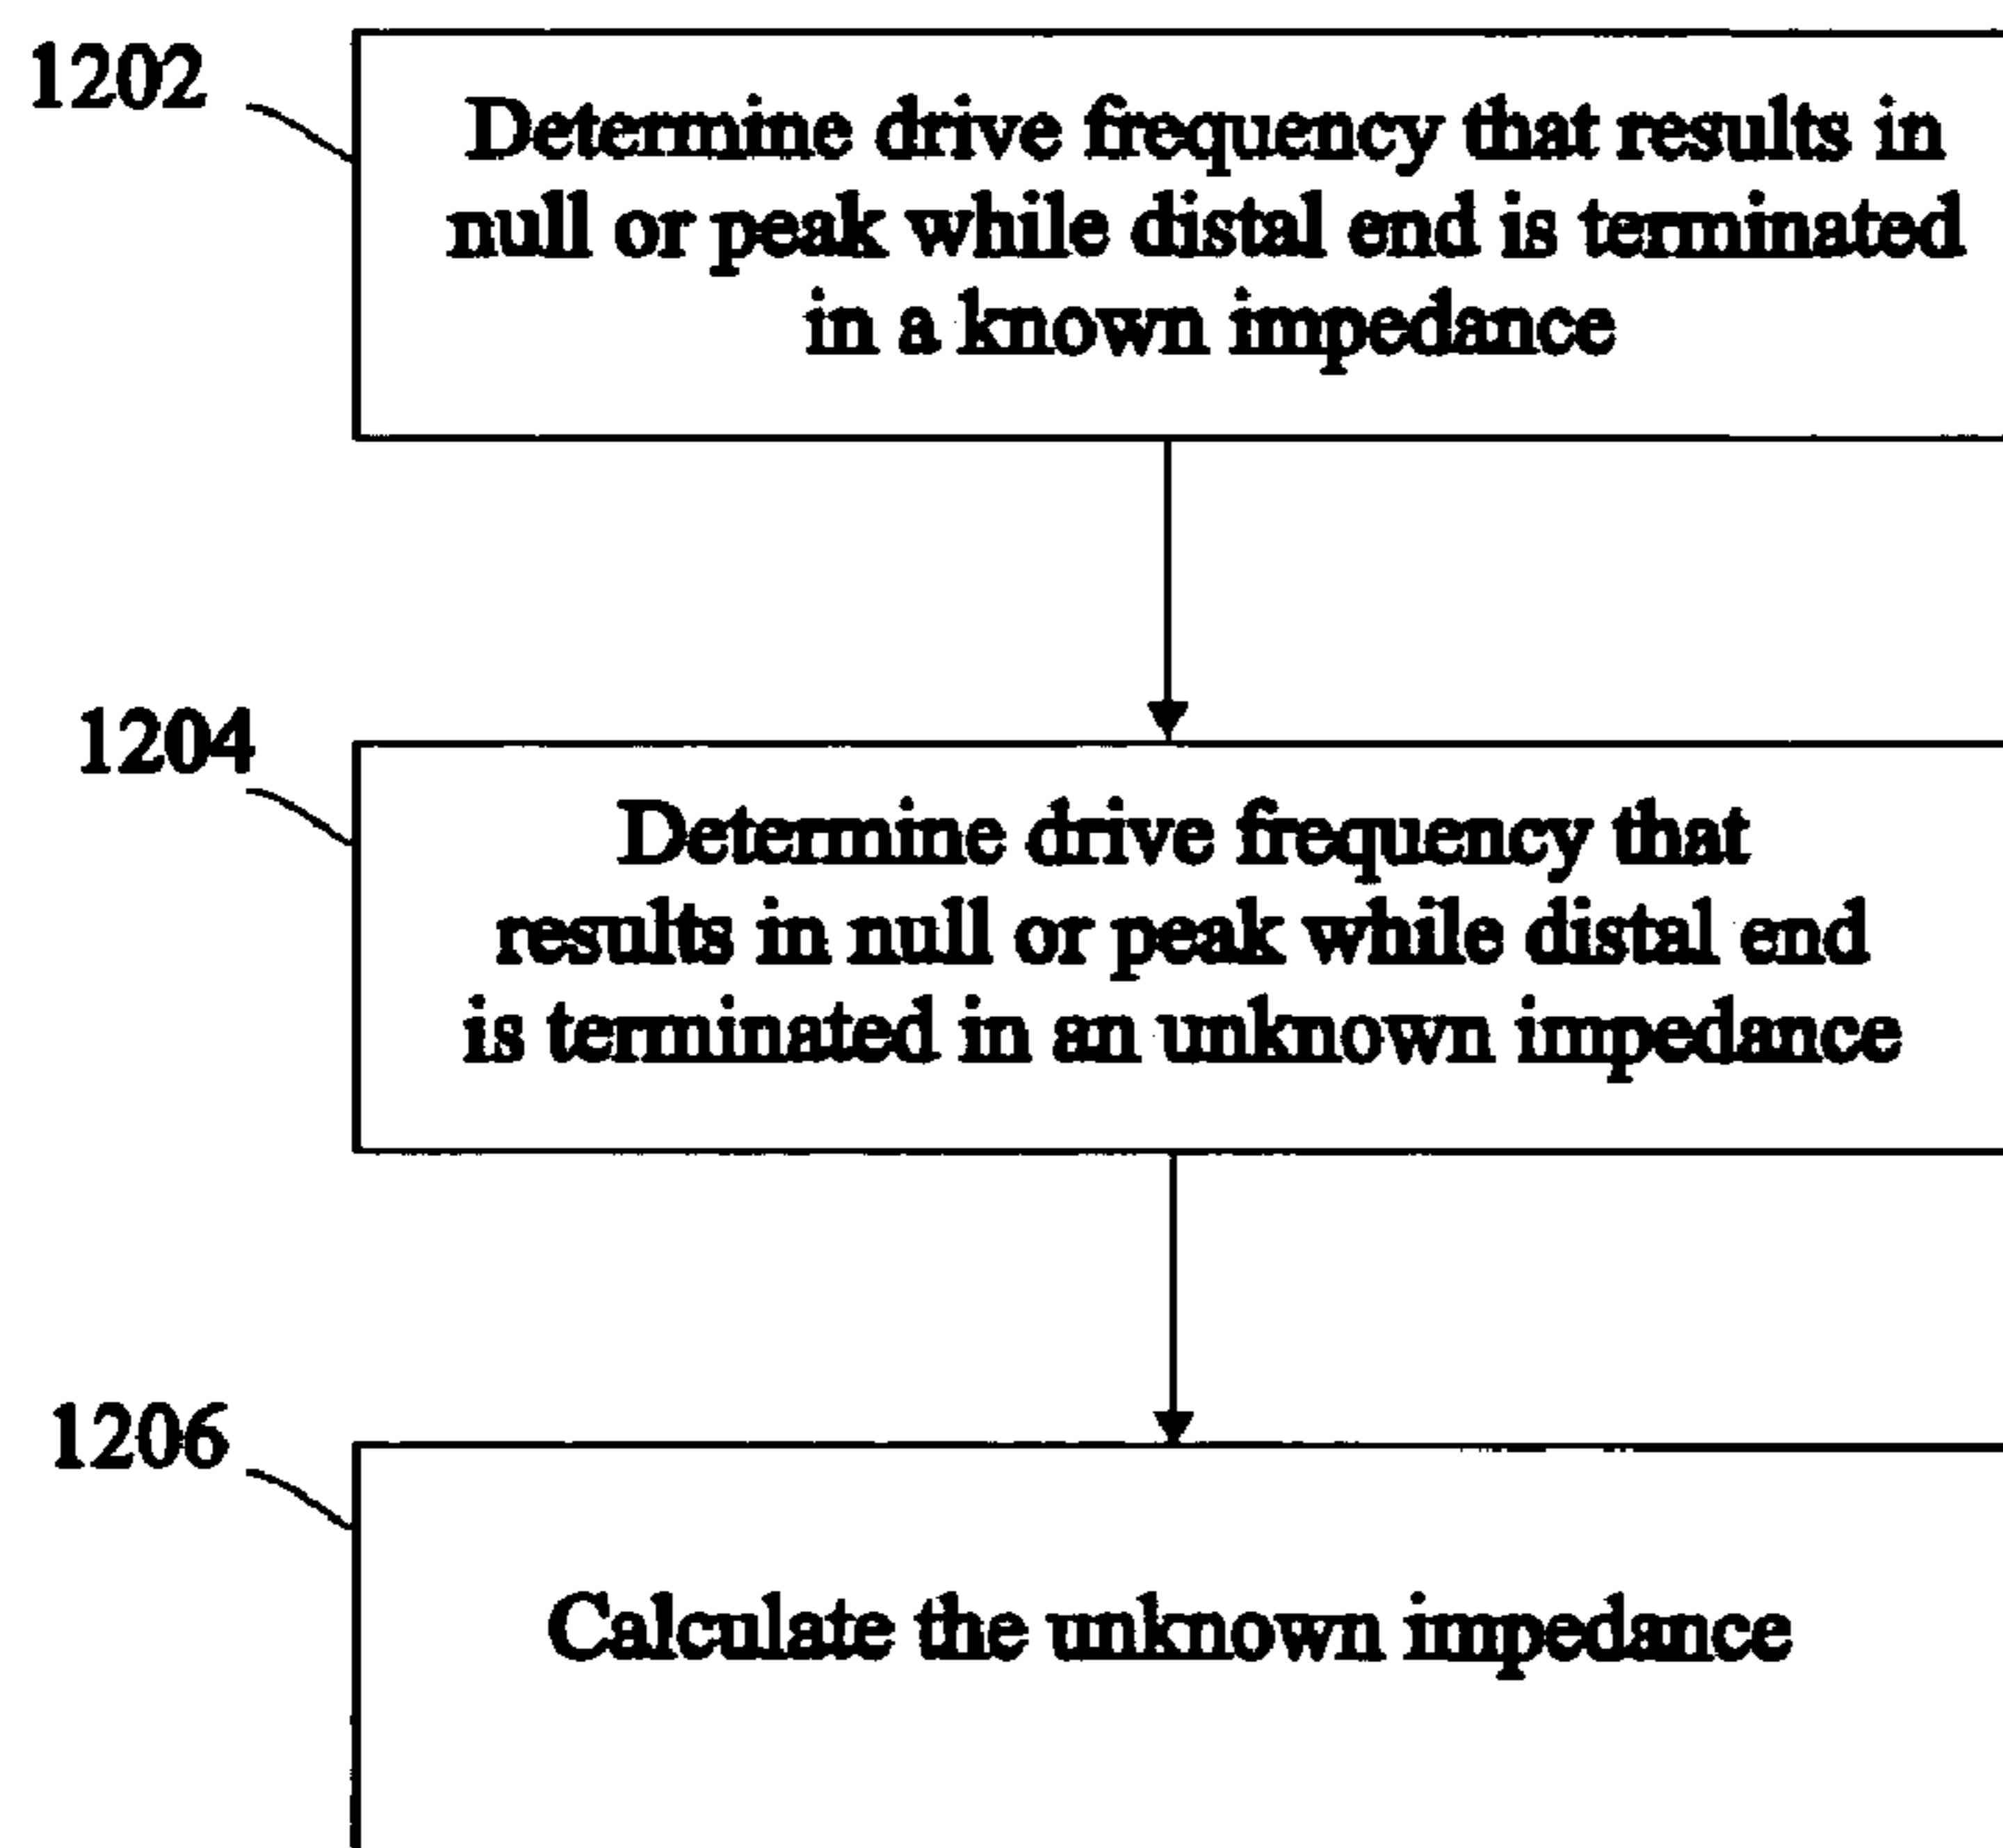 1202
Determine drive frequency that results in
null or peak while distal end is terminated
in a known impedance
1204
Determine drive frequency that
results in null or peak while distal end
is terminated in an unknown impedance
1206
Calculate the unknown impedance